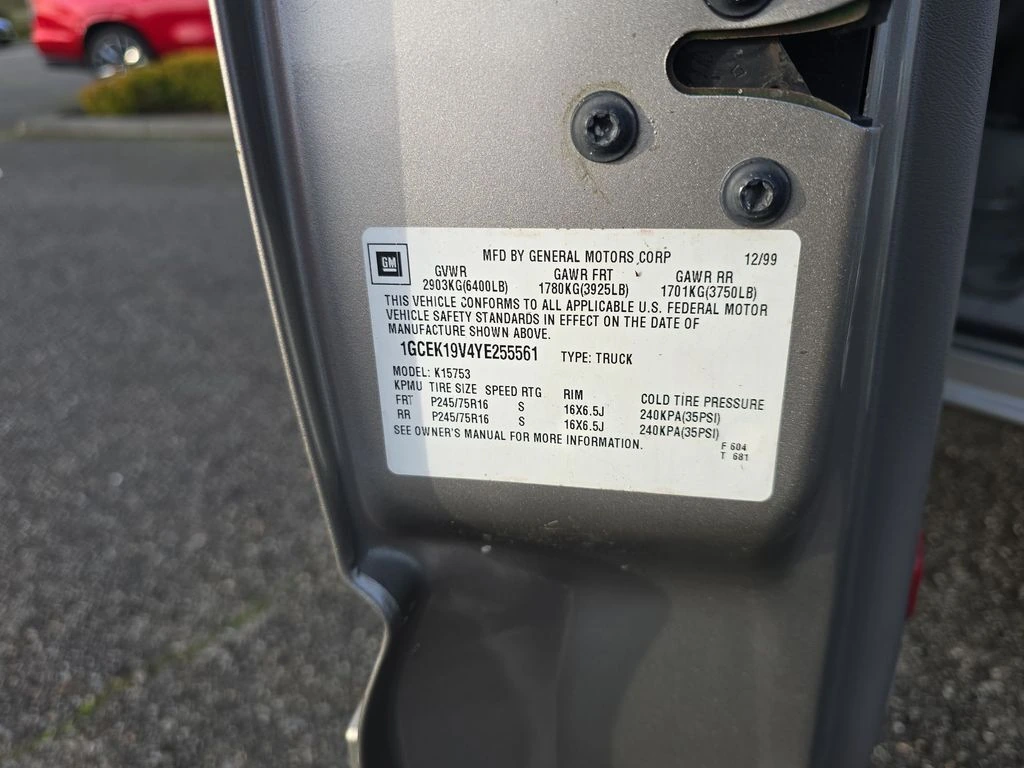 GM
MFD BY GENERAL MOTORS CORP 12/99
GVWR GAWR FRT GAWR RR
2903KG(6400LB) 1780KG(3925LB) 1701KG(3750LB)
THIS VEHICLE CONFORMS TO ALL APPLICABLE U.S. FEDERAL MOTOR
VEHICLE SAFETY STANDARDS IN EFFECT ON THE DATE OF
MANUFACTURE SHOWN ABOVE.
1GCEK19V4YE255561 TYPE: TRUCK
MODEL: K15753
KPMU TIRE SIZE SPEED RTG RIM COLD TIRE PRESSURE
FRT P245/75R16 S 16X6.5J 240KPA(35PSI)
RR P245/75R16 S 16X6.5J 240KPA(35PSI)
SEE OWNER'S MANUAL FOR MORE INFORMATION.
F 604
T 681